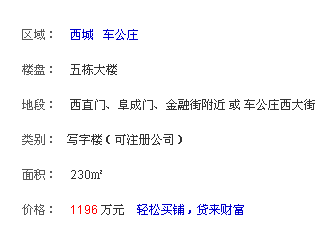 区域： 西城 车公庄
楼盘： 五栋大楼
地段： 西直门、阜成门、金融街附近 或 车公庄西大街
类别： 写字楼（可注册公司）
面积： 230㎡
价格： 1196 万元 轻松买铺，贷来财富